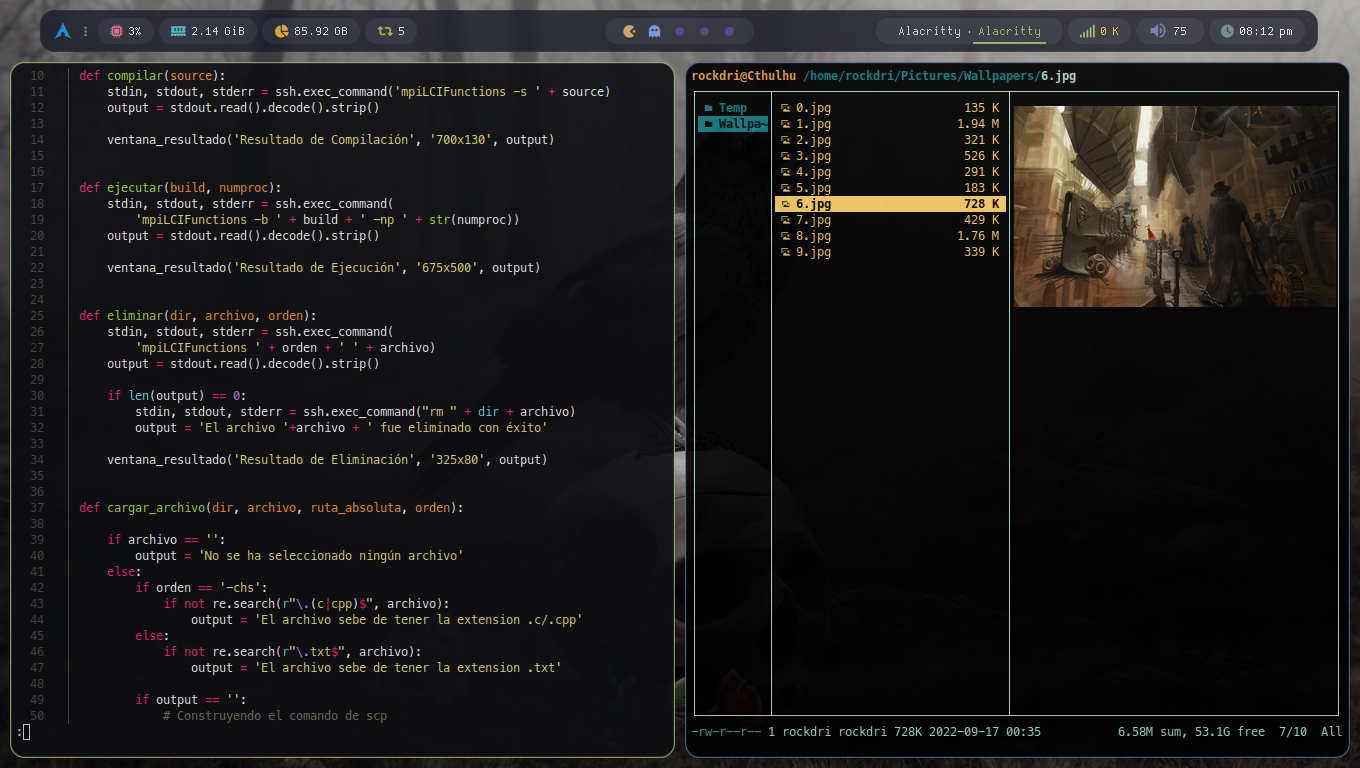 3%
2.14 GiB
85.92 GB
5
Alacritty · Alacritty
0 K
75
08:12 pm
10 def compilar(source):
11 stdin, stdout, stderr = ssh.exec_command('mpiLCIFunctions -s ' + source)
12 output = stdout.read().decode().strip()
13
14 ventana_resultado('Resultado de Compilación', '700x130', output)
15
16
17 def ejecutar(build, numproc):
18 stdin, stdout, stderr = ssh.exec_command(
19 'mpiLCIFunctions -b ' + build + ' -np ' + str(numproc))
20 output = stdout.read().decode().strip()
21
22 ventana_resultado('Resultado de Ejecución', '675x500', output)
23
24
25 def eliminar(dir, archivo, orden):
26 stdin, stdout, stderr = ssh.exec_command(
27 'mpiLCIFunctions ' + orden + ' ' + archivo)
28 output = stdout.read().decode().strip()
29
30 if len(output) == 0:
31 stdin, stdout, stderr = ssh.exec_command("rm " + dir + archivo)
32 output = 'El archivo '+archivo + ' fue eliminado con éxito'
33
34 ventana_resultado('Resultado de Eliminación', '325x80', output)
35
36
37 def cargar_archivo(dir, archivo, ruta_absoluta, orden):
38
39 if archivo == '':
40 output = 'No se ha seleccionado ningún archivo'
41 else:
42 if orden == '-chs':
43 if not re.search(r"\.(c|cpp)$", archivo):
44 output = 'El archivo sebe de tener la extension .c/.cpp'
45 else:
46 if not re.search(r"\.txt$", archivo):
47 output = 'El archivo sebe de tener la extension .txt'
48
49 if output == '':
50 # Construyendo el comando de scp
:
rockdri@Cthulhu /home/rockdri/Pictures/Wallpapers/6.jpg
Temp
Wallpa~
0.jpg 135 K
1.jpg 1.94 M
2.jpg 321 K
3.jpg 526 K
4.jpg 291 K
5.jpg 183 K
6.jpg 728 K
7.jpg 429 K
8.jpg 1.76 M
9.jpg 339 K
-rw-r--r-- 1 rockdri rockdri 728K 2022-09-17 00:35 6.58M sum, 53.1G free 7/10 All